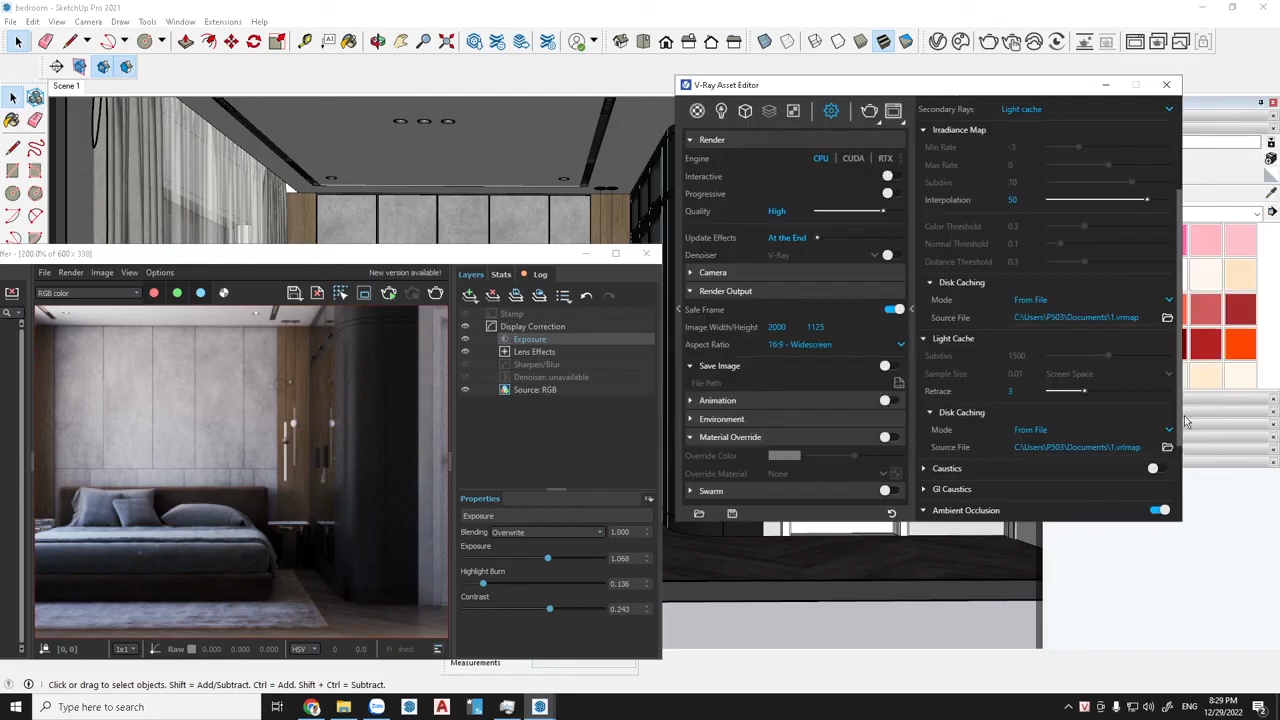 bedroom - SketchUp Pro 2021
File Edit View Camera Draw Tools Window Extensions Help
Scene 1
V-Ray Asset Editor
Render
Engine CPU CUDA RTX
Interactive
Progressive
Quality High
Update Effects At the End
Denoiser V-Ray
Camera
Render Output
Safe Frame
Image Width/Height 2000 1125
Aspect Ratio 16:9 - Widescreen
Save Image
File Path
Animation
Environment
Material Override
Override Color
Override Material None
Swarm
Secondary Rays Light cache
Irradiance Map
Min Rate -3
Max Rate 0
Subdivs 70
Interpolation 50
Color Threshold 0.3
Normal Threshold 0.1
Distance Threshold 0.3
Disk Caching
Mode From File
Source File C:\Users\P503\Documents\1.vrmap
Light Cache
Subdivs 1500
Sample Size 0.01 Screen Space
Retrace 3
Disk Caching
Mode From File
Source File C:\Users\P503\Documents\1.vrlmap
Caustics
GI Caustics
Ambient Occlusion
ffer - [200.0% of 600 x 338]
File Render Image View Options New version available!
RGB color
Layers Stats Log
Stamp
Display Correction
Exposure
Lens Effects
Sharpen/Blur
Denoiser: unavailable
Source: RGB
Properties
Exposure
Blending Overwrite 1.000
Exposure
1.068
Highlight Burn
0.136
Contrast
0.243
[0, 0] 1x1 Raw 0.000 0.000 0.000 HSV 0 0.0 Fi shed
Measurements
Click or drag to select objects. Shift = Add/Subtract. Ctrl = Add. Shift + Ctrl = Subtract.
Type here to search
8:29 PM
12/29/2022